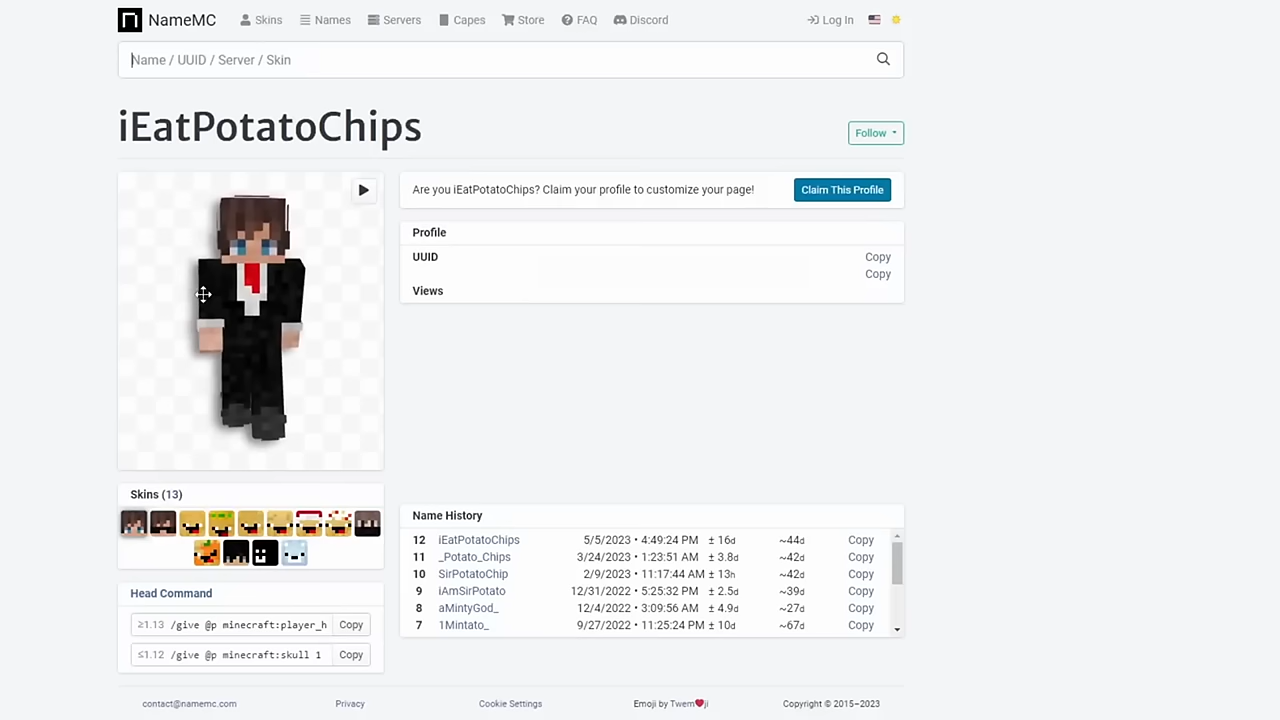 NameMC Skins Names Servers Capes Store FAQ Discord Log In
Name / UUID / Server / Skin
iEatPotatoChips
Follow
Are you iEatPotatoChips? Claim your profile to customize your page! Claim This Profile
Profile
UUID Copy
Copy
Views
Skins (13)
Name History
12 iEatPotatoChips 5/5/2023 • 4:49:24 PM ± 16d ~44d Copy
11 _Potato_Chips 3/24/2023 • 1:23:51 AM ± 3.8d ~42d Copy
10 SirPotatoChip 2/9/2023 • 11:17:44 AM ± 13h ~42d Copy
9 iAmSirPotato 12/31/2022 • 5:25:32 PM ± 2.5d ~39d Copy
8 aMintyGod_ 12/4/2022 • 3:09:56 AM ± 4.9d ~27d Copy
7 1Mintato_ 9/27/2022 • 11:25:24 PM ± 10d ~67d Copy
Head Command
≥1.13 /give @p minecraft:player_h Copy
≤1.12 /give @p minecraft:skull 1 Copy
contact@namemc.com Privacy Cookie Settings Emoji by Twemoji Copyright © 2015–2023